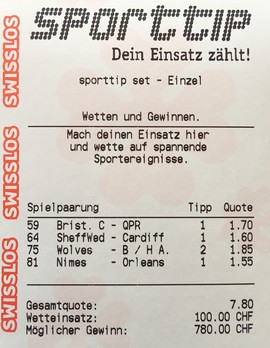 sporttip
Dein Einsatz zählt!
sporttip set - Einzel
Wetten und Gewinnen.
Mach deinen Einsatz hier
und wette auf spannende
Sportereignisse.
Spielpaarung Tipp Quote
59 Brist. C - QPR 1 1.70
64 SheffWed - Cardiff 1 1.60
75 Wolves - B / H A. 2 1.85
81 Nimes - Orleans 1 1.55
Gesamtquote: 7.80
Wetteinsatz: 100.00 CHF
Möglicher Gewinn: 780.00 CHF
SWISSLOS
SWISSLOS
SWISSLOS